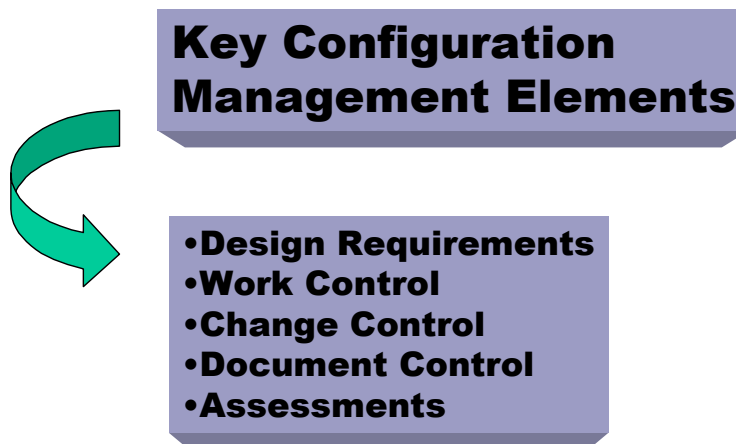 Key Configuration
Management Elements
•Design Requirements
•Work Control
•Change Control
•Document Control
•Assessments